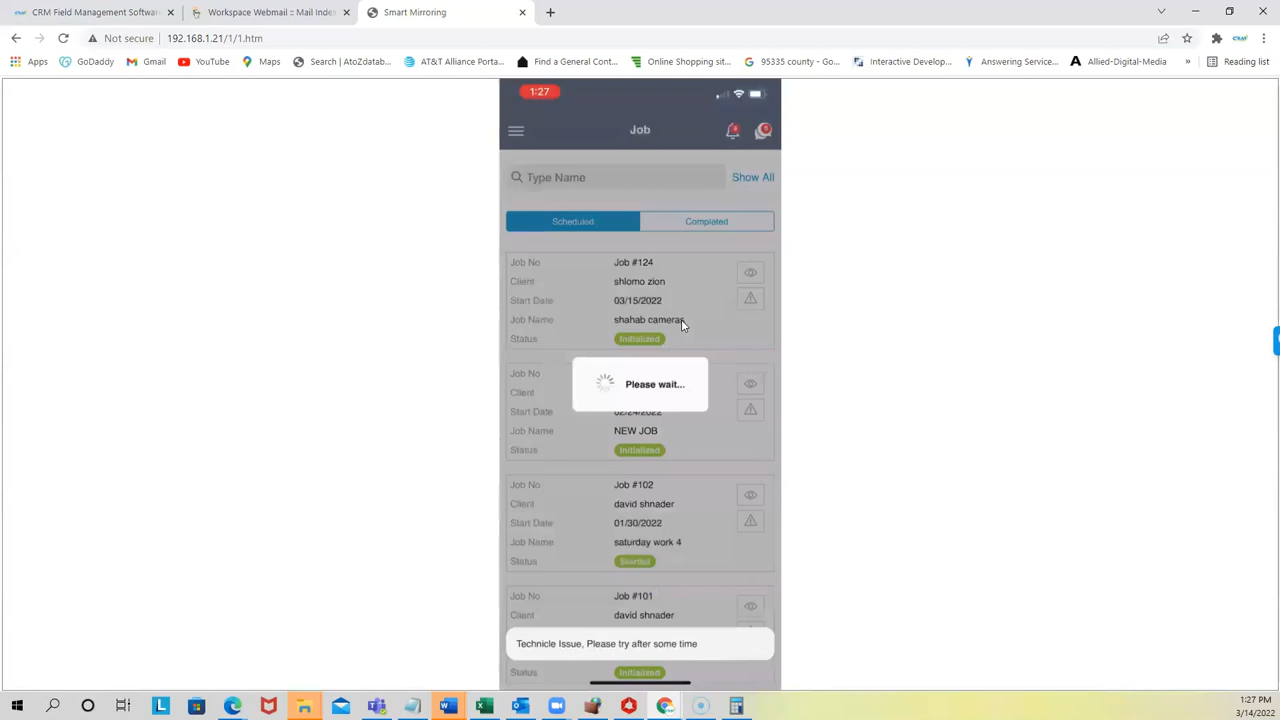 CRM Field Management Software
Workspace Webmail :: Mail Index
Smart Mirroring
Not secure
192.168.1.21/1/1.htm
Apps
GoDaddy
Gmail
YouTube
Maps
Search | AtoZdatab...
AT&T Alliance Porta...
Find a General Cont...
Online Shopping sit...
95335 county - Go...
Interactive Develop...
Answering Service...
Allied-Digital-Media
»
Reading list
1:27
Job
Type Name
Show All
Scheduled
Completed
Job No
Job #124
Client
shlomo zion
Start Date
03/15/2022
Job Name
shahab cameras
Status
Initialized
Job No
Client
Please wait...
Start Date
02/24/2022
Job Name
NEW JOB
Status
Initialized
Job No
Job #102
Client
david shnader
Start Date
01/30/2022
Job Name
saturday work 4
Status
Started
Job No
Job #101
Client
david shnader
Technicle Issue, Please try after some time
Status
Initialized
1:27 PM
3/14/2022